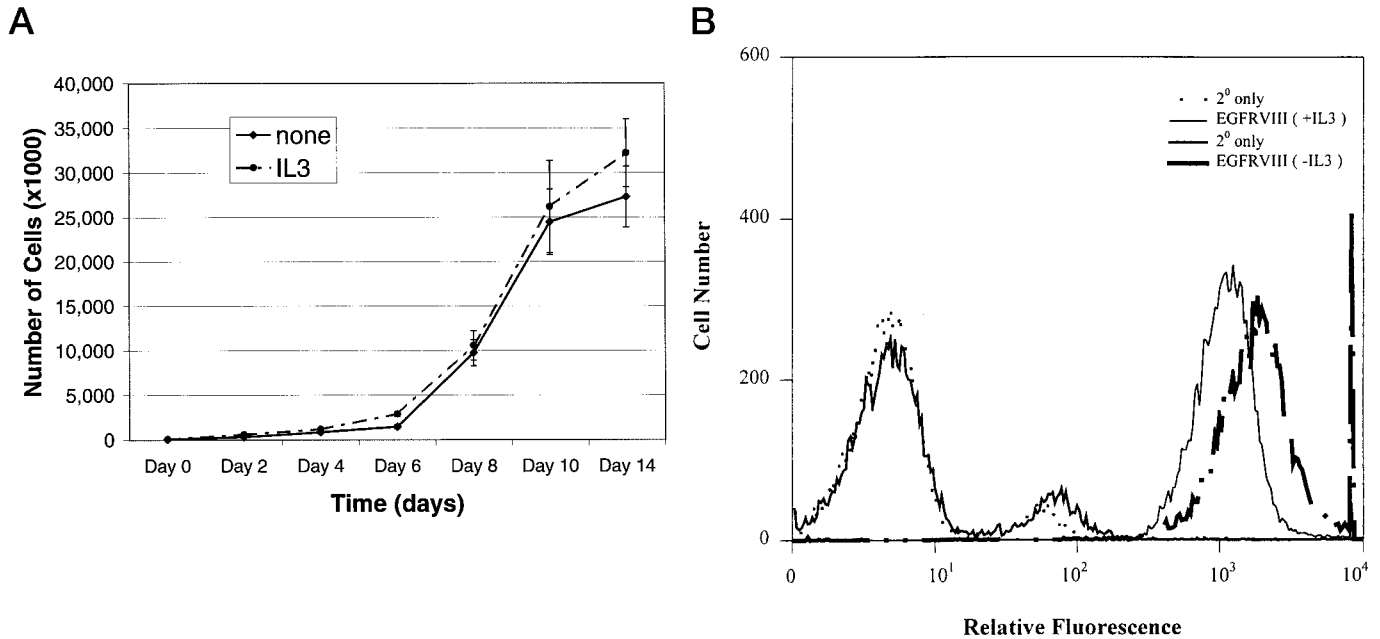 A
40,000
35,000
30,000
25,000
20,000
15,000
10,000
5,000
0
Number of Cells (x1000)
none
IL3
Day 0 Day 2 Day 4 Day 6 Day 8 Day 10 Day 14
Time (days)
B
600
400
200
0
Cell Number
2⁰ only
EGFRVIII ( +IL3 )
2⁰ only
EGFRVIII ( -IL3 )
0 10¹ 10² 10³ 10⁴
Relative Fluorescence